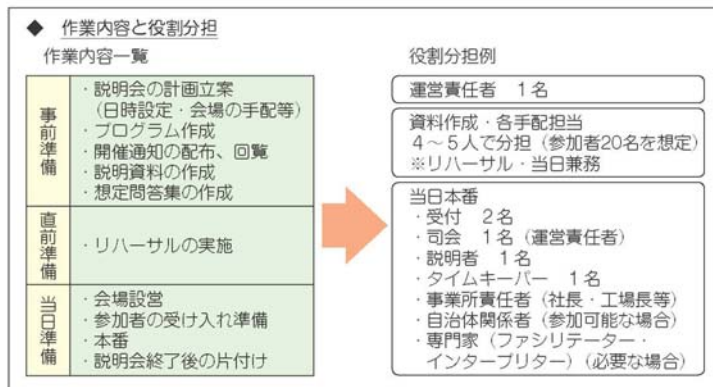 ◆ 作業内容と役割分担
作業内容一覧
事前準備
・説明会の計画立案
（日時設定・会場の手配等）
・プログラム作成
・開催通知の配布、回覧
・説明資料の作成
・想定問答集の作成
直前準備
・リハーサルの実施
当日準備
・会場設営
・参加者の受け入れ準備
・本番
・説明会終了後の片付け
役割分担例
運営責任者 1名
資料作成・各手配担当
4～5人で分担（参加者20名を想定）
※リハーサル・当日兼務
当日本番
・受付 2名
・司会 1名（運営責任者）
・説明者 1名
・タイムキーパー 1名
・事業所責任者（社長・工場長等）
・自治体関係者（参加可能な場合）
・専門家（ファシリテーター・
インタープリター）（必要な場合）